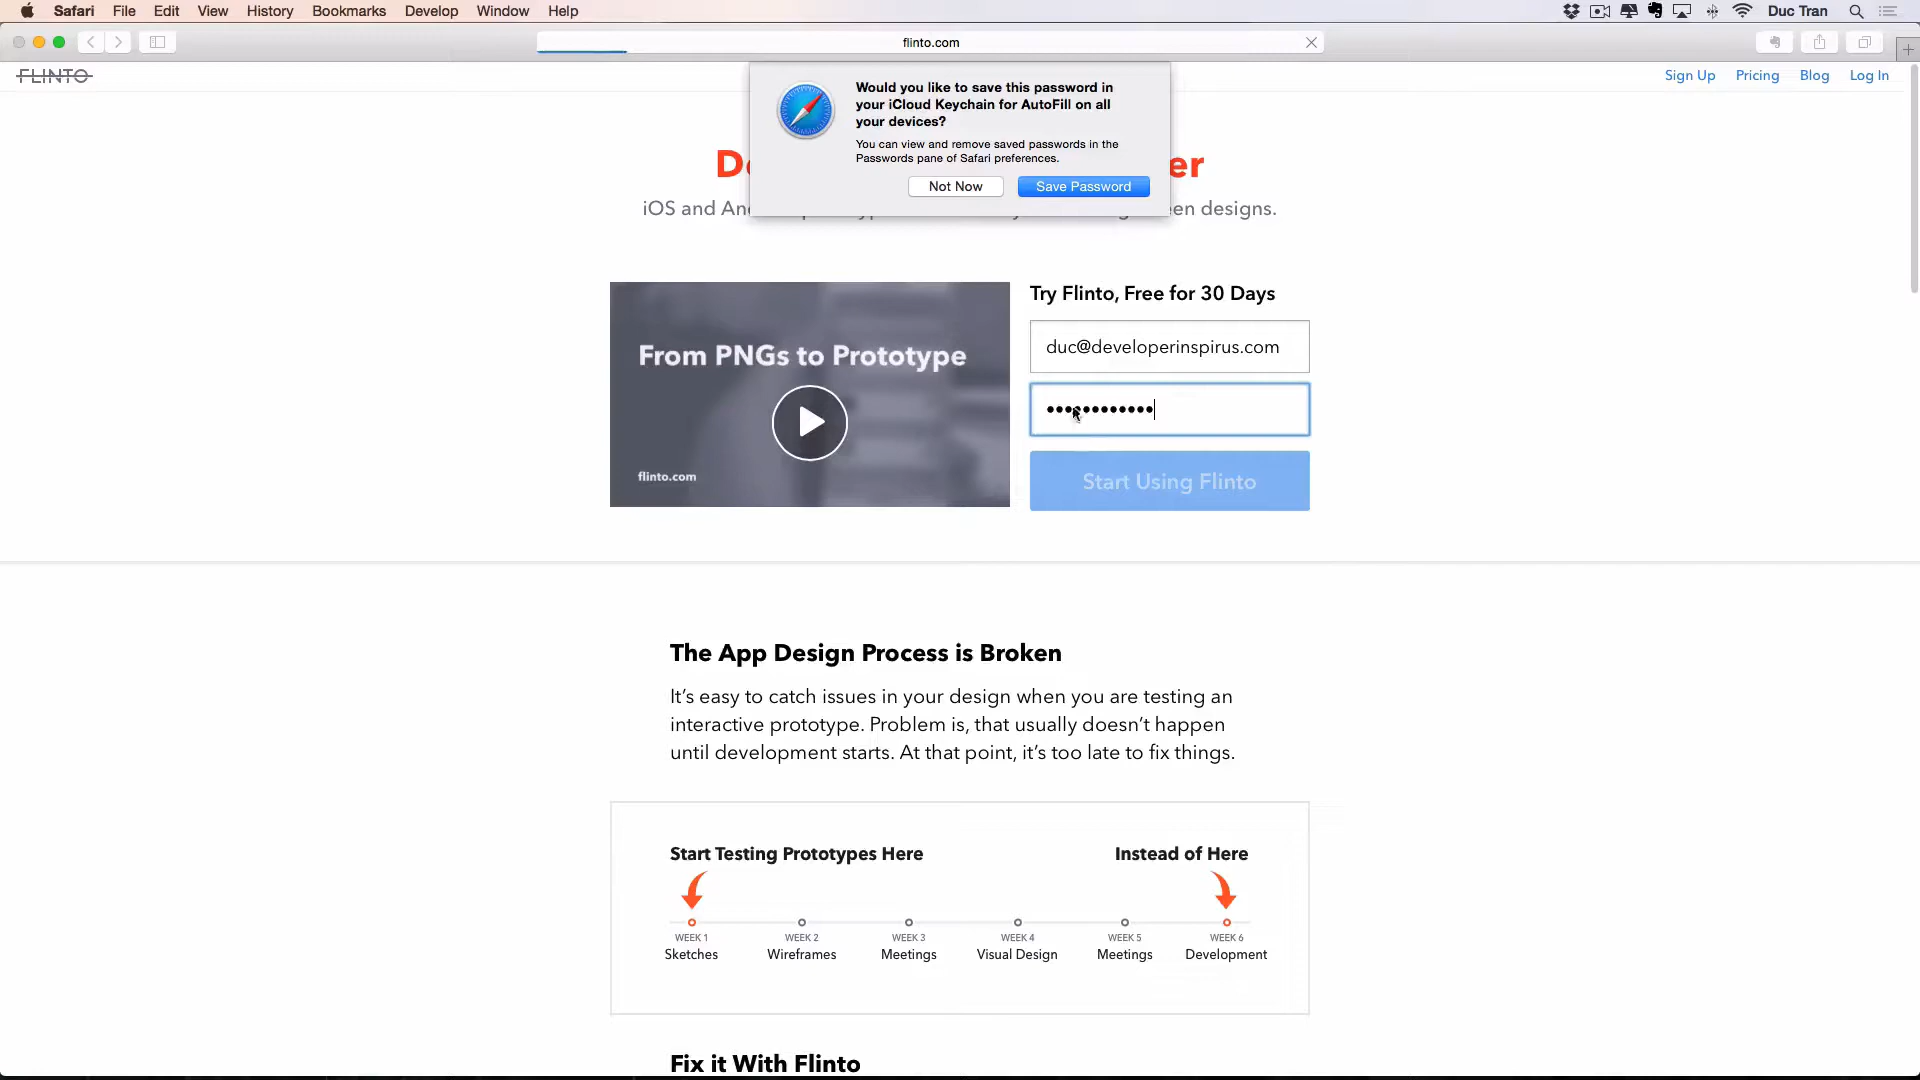 Safari File Edit View History Bookmarks Develop Window Help Duc Tran
flinto.com
FLINTO Sign Up Pricing Blog Log In
Would you like to save this password in
your iCloud Keychain for AutoFill on all
your devices?
You can view and remove saved passwords in the
Passwords pane of Safari preferences.
Not Now Save Password
iOS and designs.
Try Flinto, Free for 30 Days
From PNGs to Prototype
flinto.com
duc@developerinspirus.com
••••••••••••
Start Using Flinto
The App Design Process is Broken
It's easy to catch issues in your design when you are testing an
interactive prototype. Problem is, that usually doesn't happen
until development starts. At that point, it's too late to fix things.
Start Testing Prototypes Here Instead of Here
WEEK 1 WEEK 2 WEEK 3 WEEK 4 WEEK 5 WEEK 6
Sketches Wireframes Meetings Visual Design Meetings Development
Fix it With Flinto